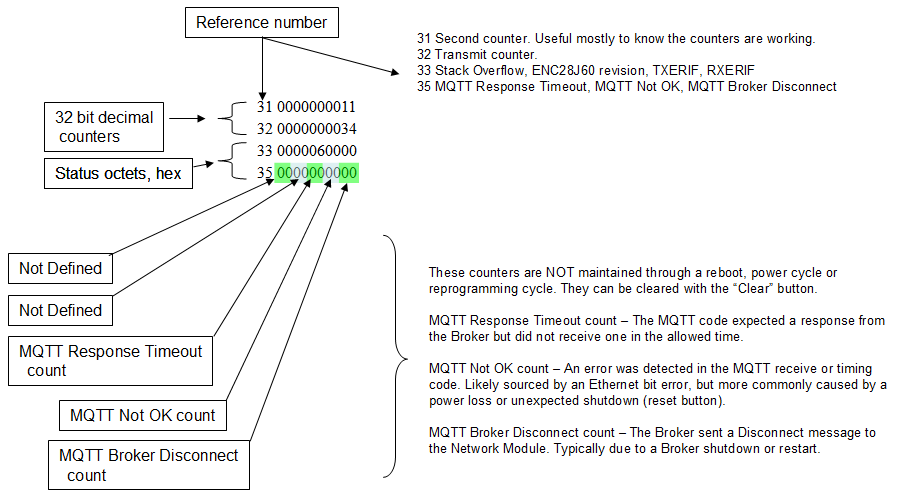 Reference number
31 Second counter. Useful mostly to know the counters are working.
32 Transmit counter.
33 Stack Overflow, ENC28J60 revision, TXERIF, RXERIF
35 MQTT Response Timeout, MQTT Not OK, MQTT Broker Disconnect
32 bit decimal
counters
Status octets, hex
31 0000000011
32 0000000034
33 0000060000
35 0000000000
Not Defined
Not Defined
MQTT Response Timeout
count
MQTT Not OK count
MQTT Broker Disconnect
count
These counters are NOT maintained through a reboot, power cycle or
reprogramming cycle. They can be cleared with the “Clear” button.
MQTT Response Timeout count – The MQTT code expected a response from
the Broker but did not receive one in the allowed time.
MQTT Not OK count – An error was detected in the MQTT receive or timing
code. Likely sourced by an Ethernet bit error, but more commonly caused by a
power loss or unexpected shutdown (reset button).
MQTT Broker Disconnect count – The Broker sent a Disconnect message to
the Network Module. Typically due to a Broker shutdown or restart.